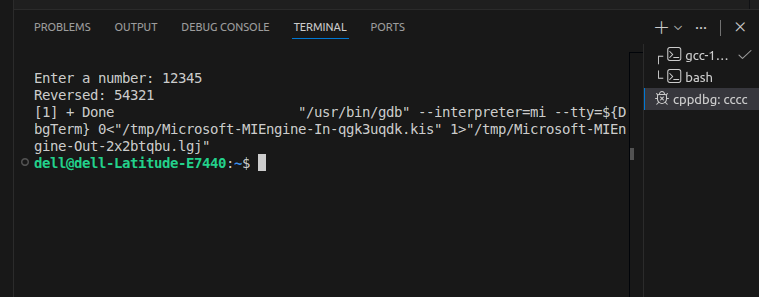 PROBLEMS OUTPUT DEBUG CONSOLE TERMINAL PORTS
Enter a number: 12345
Reversed: 54321
[1] + Done "/usr/bin/gdb" --interpreter=mi --tty=${D
bgTerm} 0<"/tmp/Microsoft-MIEngine-In-qgk3uqdk.kis" 1>"/tmp/Microsoft-MIEn
gine-Out-2x2btqbu.lgj"
dell@dell-Latitude-E7440:~$
gcc-1...
bash
cppdbg: cccc